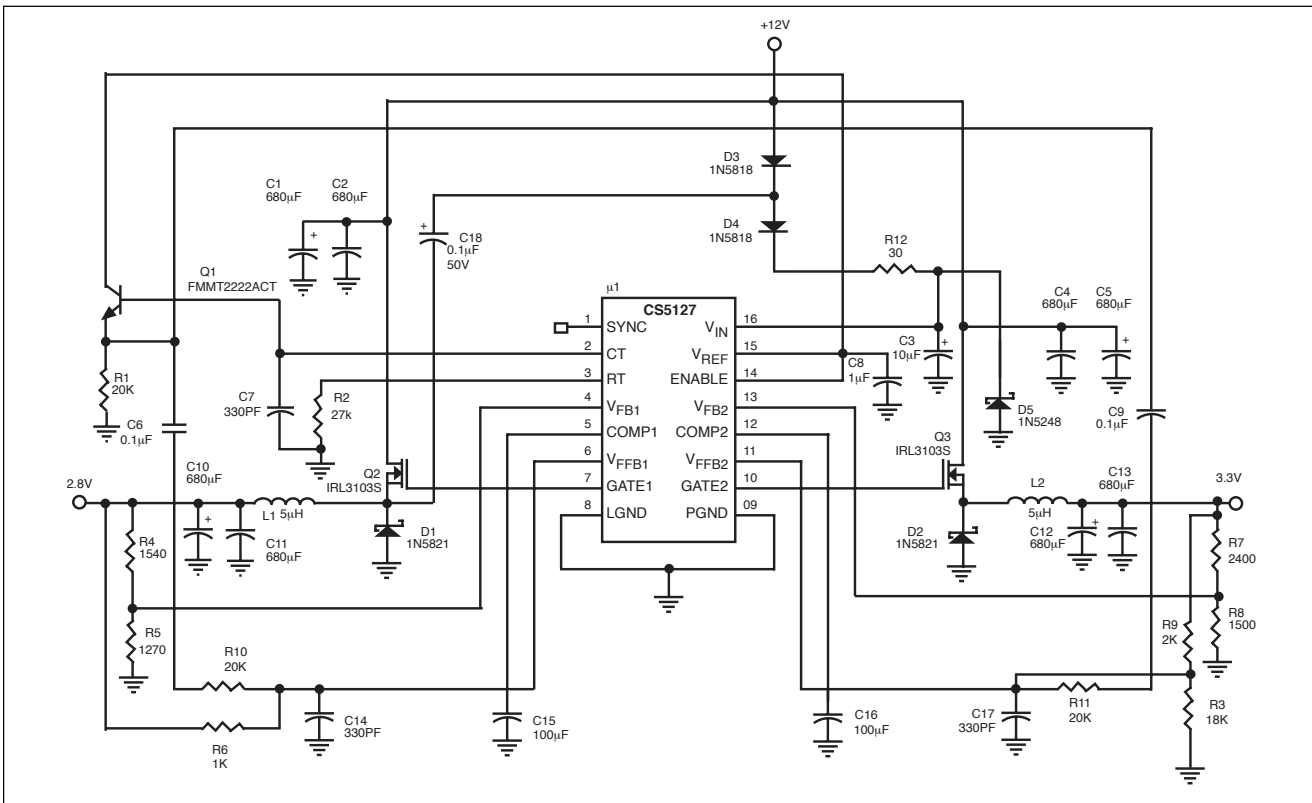 +12V
D3
1N5818
C1
680μF
C2
680μF
D4
1N5818
+
C18
0.1μF
50V
R12
30
Q1
FMMT2222ACT
+
μ1
CS5127
C4
680μF
C5
680μF
1 SYNC
2 CT
3 RT
4 VFB1
5 COMP1
6 VFFB1
7 GATE1
8 LGND
VIN 16
VREF 15
ENABLE 14
VFB2 13
COMP2 12
VFFB2 11
GATE2 10
PGND 09
C3
10μF
+
+
C8
1μF
R1
20K
C7
330PF
R2
27k
C6
0.1μF
D5
1N5248
C9
0.1μF
Q2
IRL3103S
Q3
IRL3103S
C10
680μF
2.8V
L1 5μH
+
C11
680μF
D1
1N5821
L2
5μH
C13
680μF
3.3V
D2
1N5821
C12
680μF
+
R4
1540
R7
2400
R5
1270
R8
1500
R9
2K
R10
20K
R6
1K
C14
330PF
C15
100μF
C16
100μF
C17
330PF
R11
20K
R3
18K